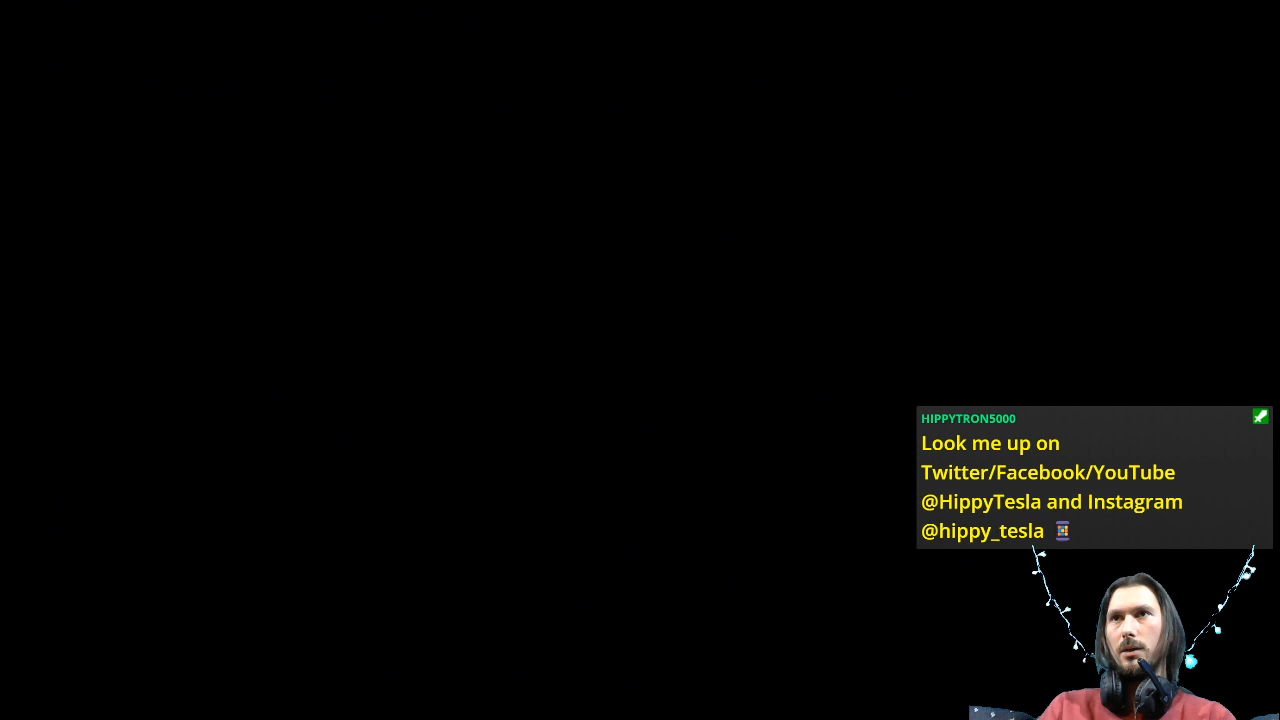 HIPPYTRON5000
Look me up on
Twitter/Facebook/YouTube
@HippyTesla and Instagram
@hippy_tesla